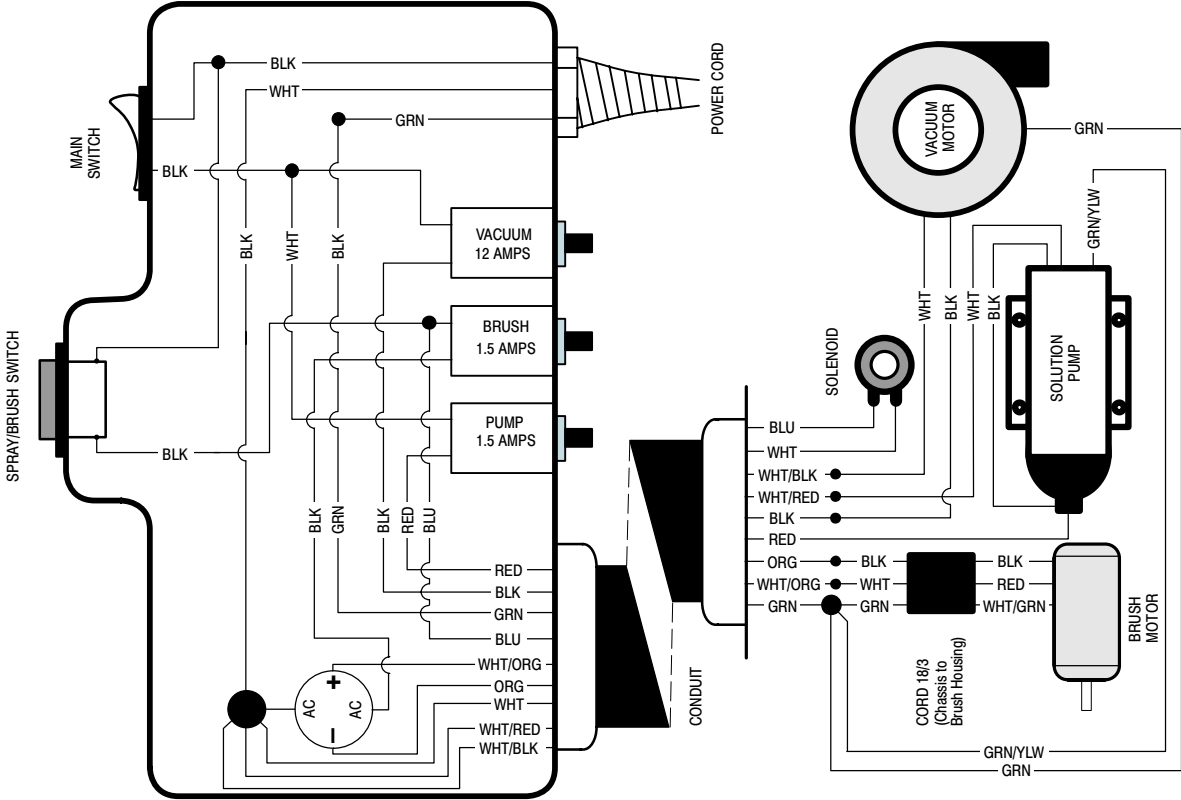 BLK
WHT
GRN
POWER CORD
MAIN
SWITCH
BLK
BLK
WHT
BLK
VACUUM
12 AMPS
BRUSH
1.5 AMPS
PUMP
1.5 AMPS
SPRAY/BRUSH SWITCH
BLK
BLK
GRN
BLK
RED
BLU
RED
BLK
GRN
BLU
WHT/ORG
ORG
WHT
WHT/RED
WHT/BLK
AC
+
AC
–
CONDUIT
VACUUM
MOTOR
GRN
GRN/YLW
WHT
BLK
WHT
BLK
SOLENOID
SOLUTION
PUMP
BLU
WHT
WHT/BLK
WHT/RED
BLK
RED
ORG
BLK
BLK
WHT/ORG
WHT
RED
GRN
GRN
WHT/GRN
BRUSH
MOTOR
CORD 18/3
(Chassis to
Brush Housing)
GRN/YLW
GRN